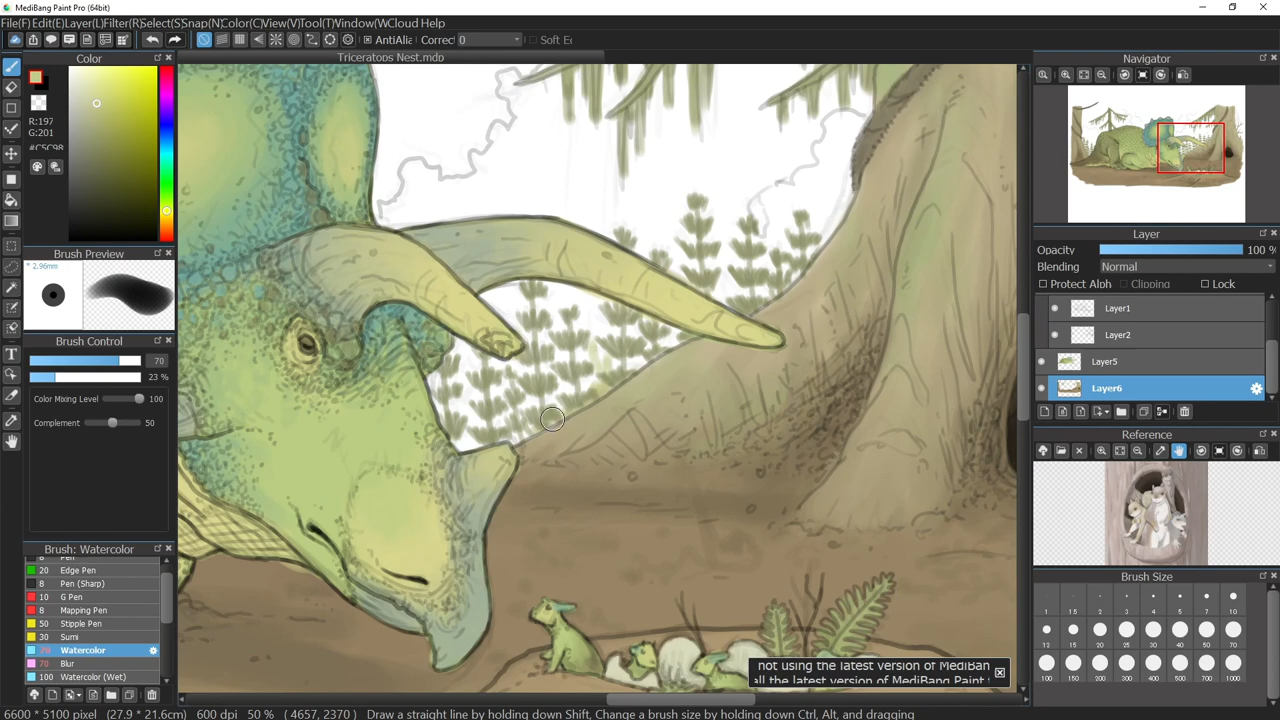 MediBang Paint Pro (64bit)
File(F) Edit(E) Layer(L) Filter(R) Select(S) Snap(N) Color(C) View(V) Tool(T) Window(W) Cloud Help
AntiAlia Correc 0 Soft E
Triceratops Nest.mdp
Color
R:197
G:201
#C5C98
Brush Preview
* 2.96mm
Brush Control
70
23 %
Color Mixing Level 100
Complement 50
Brush: Watercolor
8 Pen
20 Edge Pen
8 Pen (Sharp)
10 G Pen
8 Mapping Pen
50 Stipple Pen
30 Sumi
70 Watercolor
70 Blur
100 Watercolor (Wet)
Navigator
Layer
Opacity 100 %
Blending Normal
Protect Alph Clipping Lock
Layer1
Layer2
Layer5
Layer6
Reference
Brush Size
1 1.5 2 3 4 5 7 10
12 15 20 25 30 40 50 70
100 150 200 300 400 500 700 1000
not using the latest version of MediBan
all the latest version of MediBang Paint
6600 * 5100 pixel (27.9 * 21.6cm) 600 dpi 50 % ( 4657, 2370 ) Draw a straight line by holding down Shift, Change a brush size by holding down Ctrl, Alt, and dragging